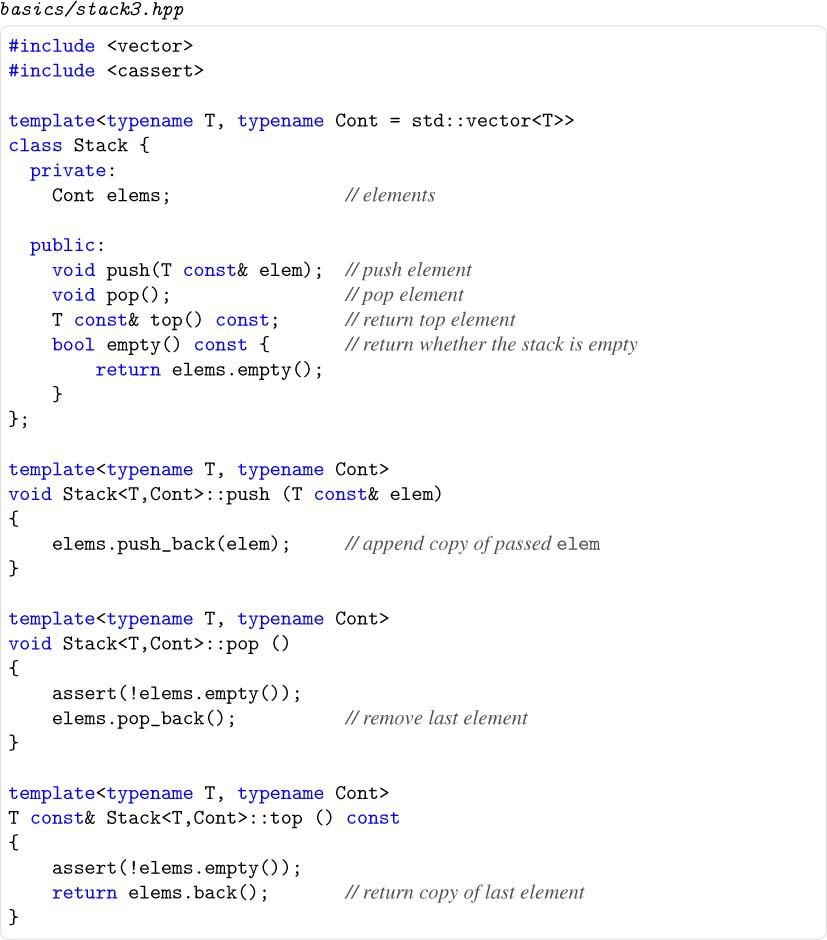 basics/stack3.hpp
#include <vector>
#include <cassert>
template<typename T, typename Cont = std::vector<T>>
class Stack {
  private:
    Cont elems;                // elements
  public:
    void push(T const& elem);  // push element
    void pop();                // pop element
    T const& top() const;      // return top element
    bool empty() const {       // return whether the stack is empty
        return elems.empty();
    }
};
template<typename T, typename Cont>
void Stack<T,Cont>::push (T const& elem)
{
    elems.push_back(elem);     // append copy of passed elem
}
template<typename T, typename Cont>
void Stack<T,Cont>::pop ()
{
    assert(!elems.empty());
    elems.pop_back();          // remove last element
}
template<typename T, typename Cont>
T const& Stack<T,Cont>::top () const
{
    assert(!elems.empty());
    return elems.back();       // return copy of last element
}